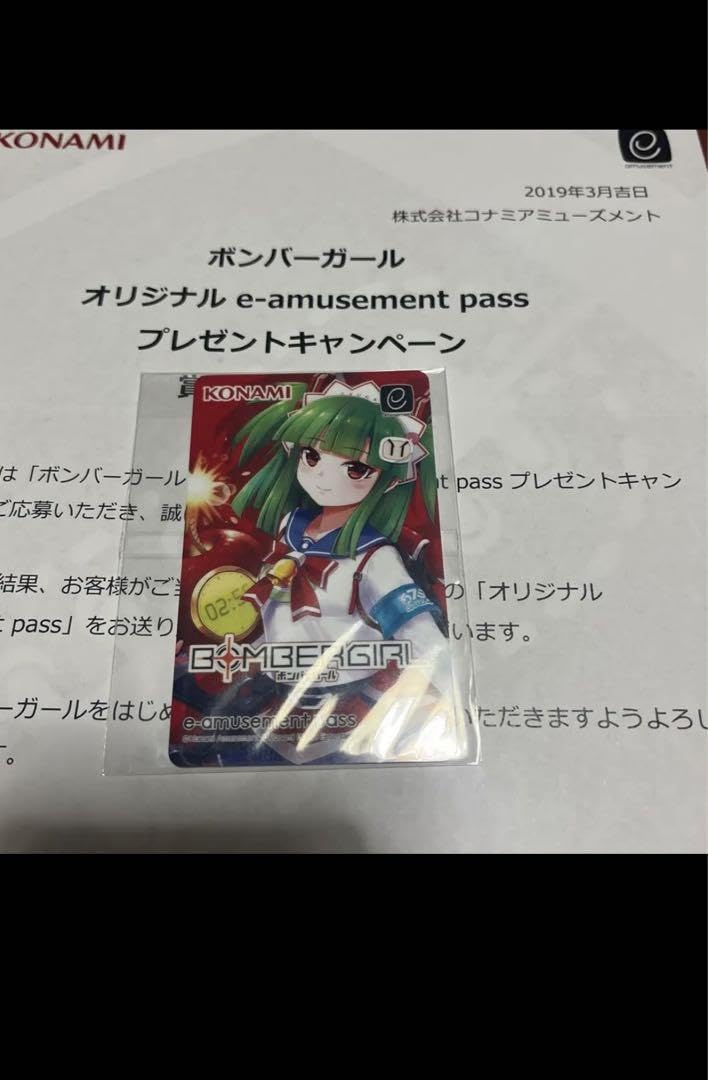 KONAMI
e
amusement
2019年3月吉日
株式会社コナミアミューズメント
ボンバーガール
オリジナル e-amusement pass
プレゼントキャンペーン
賞
KONAMI
e
は「ボンバーガール nt pass プレゼントキャン
ご応募いただき、誠
結果、お客様がご の「オリジナル
t pass」をお送り います。
02:5
BOMBERGIRL
ボンバーガール
e-amusement pass
ーガールをはじめ いただきますようよろし
。